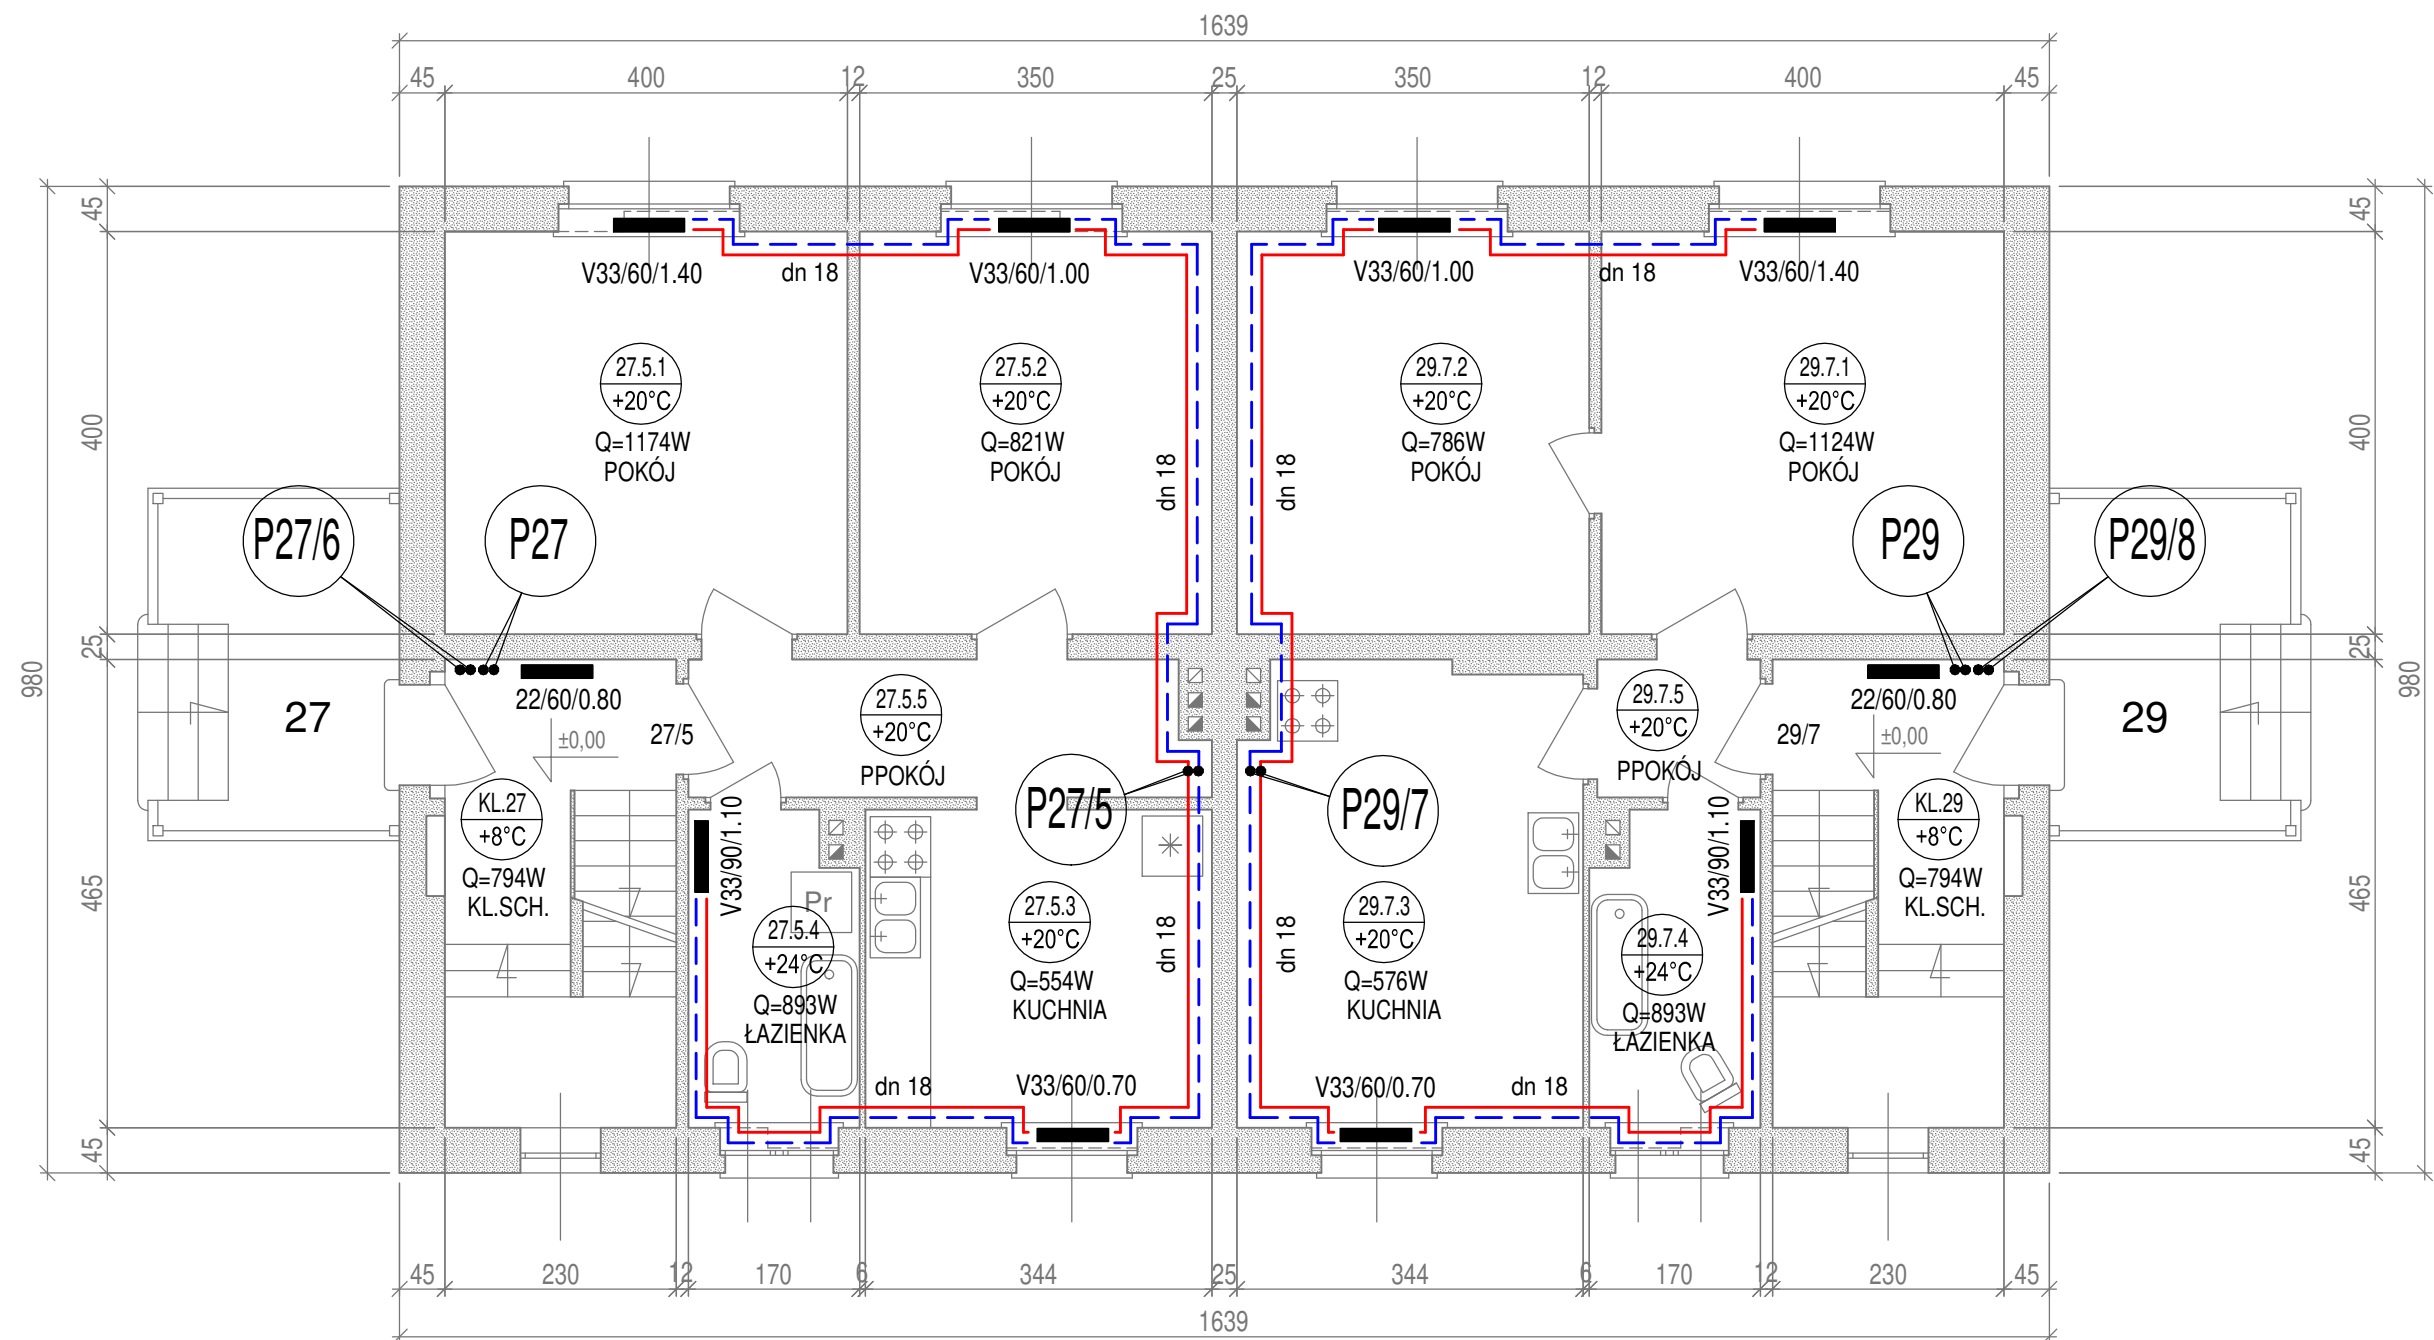 1639
45 400 12 350 25 350 12 400 45
45
45
V33/60/1.40 dn 18 V33/60/1.00 V33/60/1.00 dn 18 V33/60/1.40
27.5.1
+20°C
Q=1174W
POKÓJ
27.5.2
+20°C
Q=821W
POKÓJ
29.7.2
+20°C
Q=786W
POKÓJ
29.7.1
+20°C
Q=1124W
POKÓJ
400
400
dn 18
dn 18
P27/6
P27
P29
P29/8
25
25
980
980
22/60/0.80
±0,00
27
27/5
27.5.5
+20°C
PPOKÓJ
29.7.5
+20°C
PPOKÓJ
22/60/0.80
±0,00
29/7
29
P27/5
P29/7
KL.27
+8°C
Q=794W
KL.SCH.
V33/90/1.10
Pr
27.5.4
+24°C
Q=893W
ŁAZIENKA
27.5.3
+20°C
Q=554W
KUCHNIA
dn 18
dn 18
29.7.3
+20°C
Q=576W
KUCHNIA
29.7.4
+24°C
Q=893W
ŁAZIENKA
V33/90/1.10
KL.29
+8°C
Q=794W
KL.SCH.
465
465
dn 18 V33/60/0.70 V33/60/0.70 dn 18
45
45
45 230 12 170 6 344 25 344 6 170 12 230 45
1639